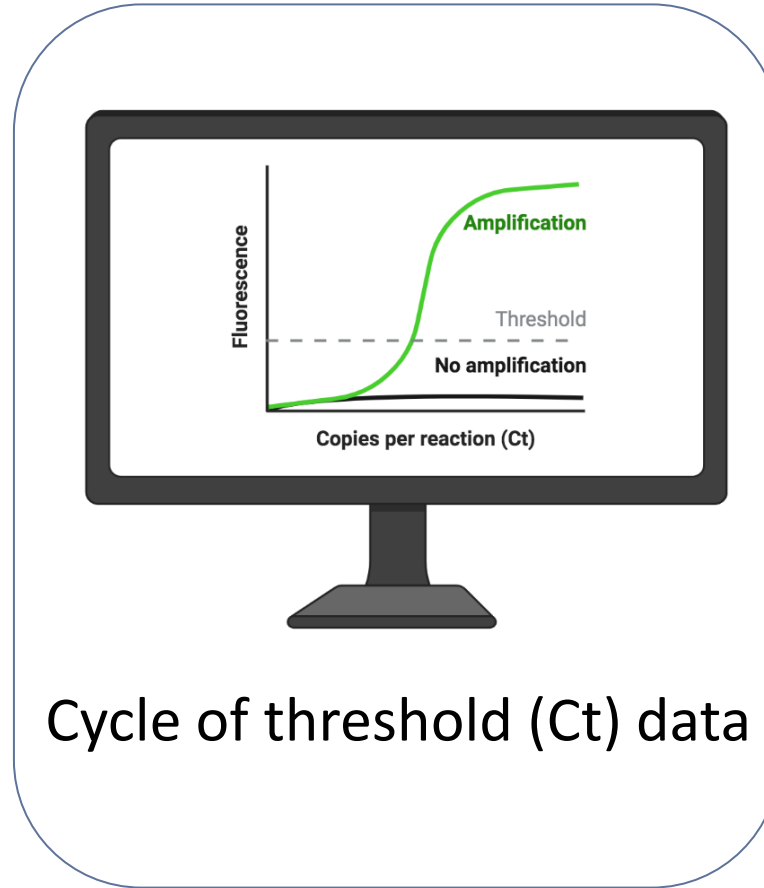 Fluorescence
Amplification
Threshold
No amplification
Copies per reaction (Ct)
Cycle of threshold (Ct) data